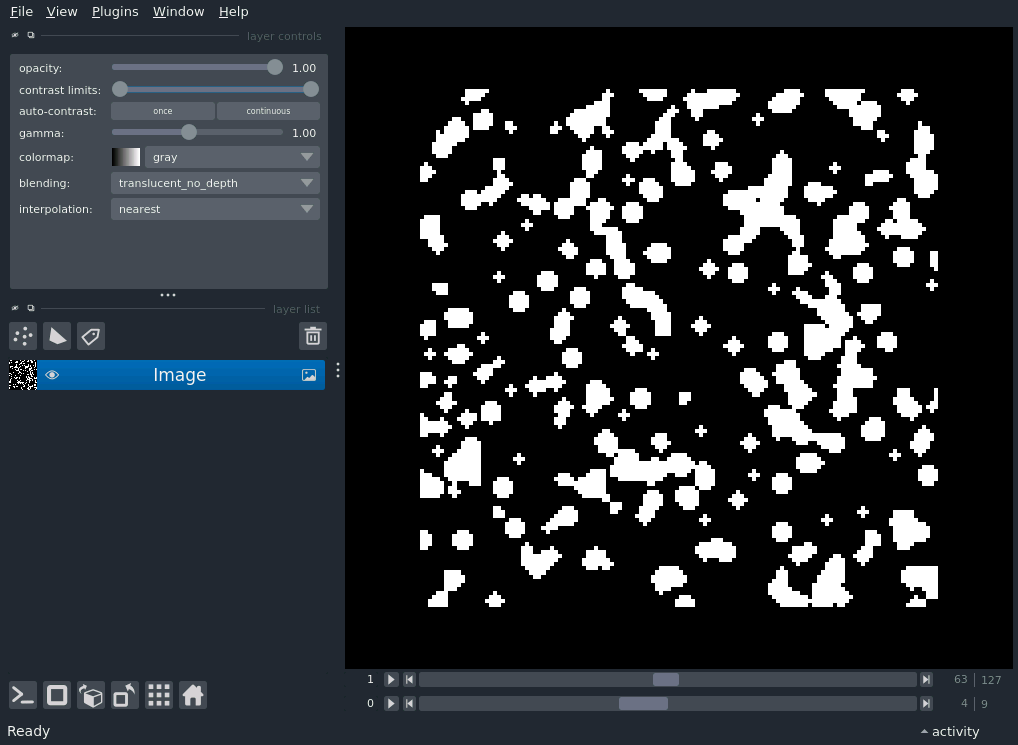 File View Plugins Window Help
layer controls
opacity: 1.00
contrast limits:
auto-contrast: once continuous
gamma: 1.00
colormap: gray
blending: translucent_no_depth
interpolation: nearest
layer list
Image
1 63 127
0 4 9
Ready activity